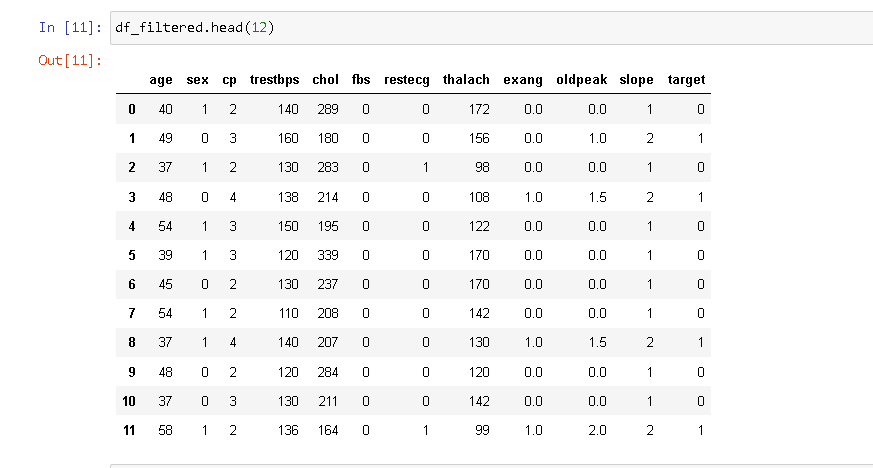 In [11]: df_filtered.head(12)
Out[11]:
age sex cp trestbps chol fbs restecg thalach exang oldpeak slope target
0 40 1 2 140 289 0 0 172 0.0 0.0 1 0
1 49 0 3 160 180 0 0 156 0.0 1.0 2 1
2 37 1 2 130 283 0 1 98 0.0 0.0 1 0
3 48 0 4 138 214 0 0 108 1.0 1.5 2 1
4 54 1 3 150 195 0 0 122 0.0 0.0 1 0
5 39 1 3 120 339 0 0 170 0.0 0.0 1 0
6 45 0 2 130 237 0 0 170 0.0 0.0 1 0
7 54 1 2 110 208 0 0 142 0.0 0.0 1 0
8 37 1 4 140 207 0 0 130 1.0 1.5 2 1
9 48 0 2 120 284 0 0 120 0.0 0.0 1 0
10 37 0 3 130 211 0 0 142 0.0 0.0 1 0
11 58 1 2 136 164 0 1 99 1.0 2.0 2 1